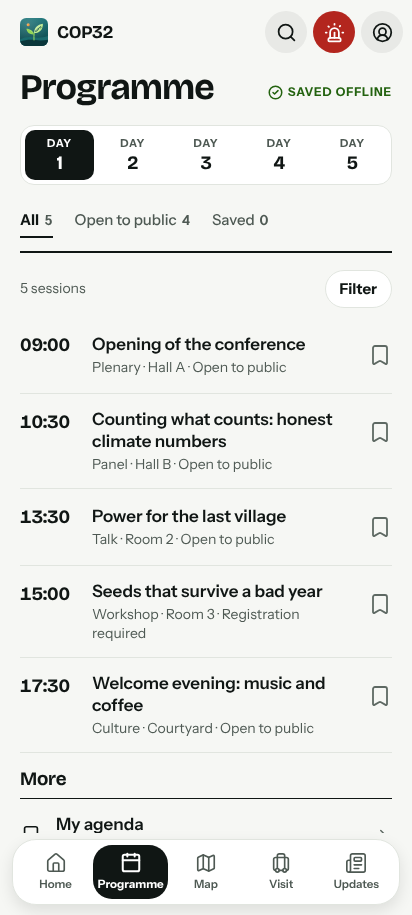 COP32
Programme
SAVED OFFLINE
DAY
1
DAY
2
DAY
3
DAY
4
DAY
5
All 5
Open to public 4
Saved 0
5 sessions
Filter
09:00
Opening of the conference
Plenary · Hall A · Open to public
10:30
Counting what counts: honest
climate numbers
Panel · Hall B · Open to public
13:30
Power for the last village
Talk · Room 2 · Open to public
15:00
Seeds that survive a bad year
Workshop · Room 3 · Registration
required
17:30
Welcome evening: music and
coffee
Culture · Courtyard · Open to public
More
My agenda
Home
Programme
Map
Visit
Updates